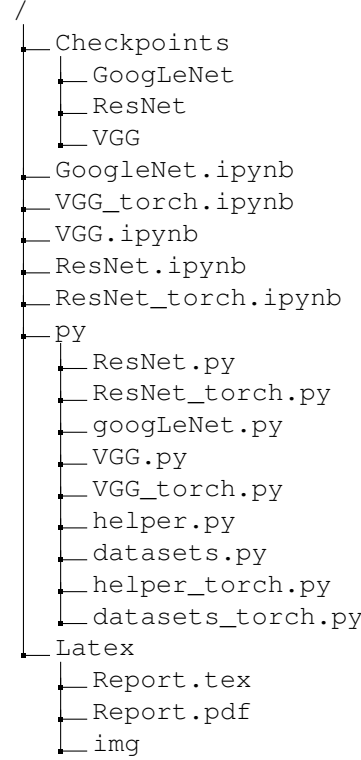 /
Checkpoints
GoogLeNet
ResNet
VGG
GoogleNet.ipynb
VGG_torch.ipynb
VGG.ipynb
ResNet.ipynb
ResNet_torch.ipynb
py
ResNet.py
ResNet_torch.py
googLeNet.py
VGG.py
VGG_torch.py
helper.py
datasets.py
helper_torch.py
datasets_torch.py
Latex
Report.tex
Report.pdf
img